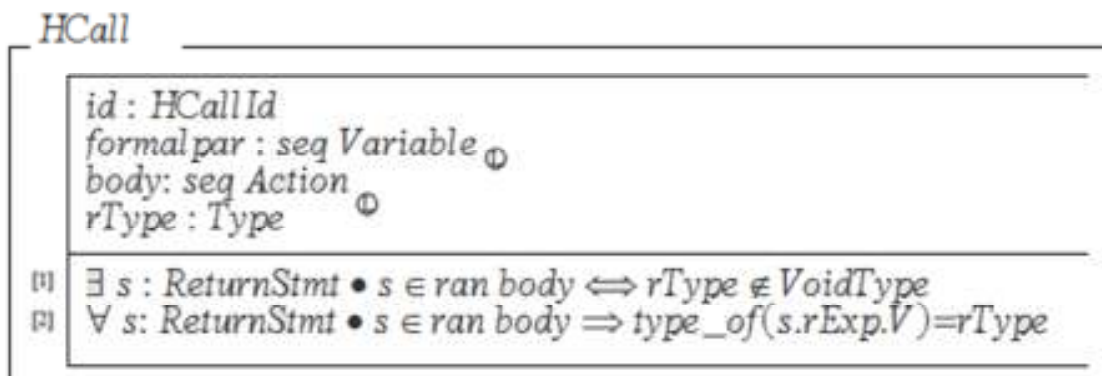 HCall
id : HCallId
formalpar : seq Variable Ⓛ
body: seq Action Ⓛ
rType : Type
[1] ∃ s : ReturnStmt • s ∈ ran body ⟺ rType ∉ VoidType
[2] ∀ s: ReturnStmt • s ∈ ran body ⟹ type_of(s.rExp.V)=rType